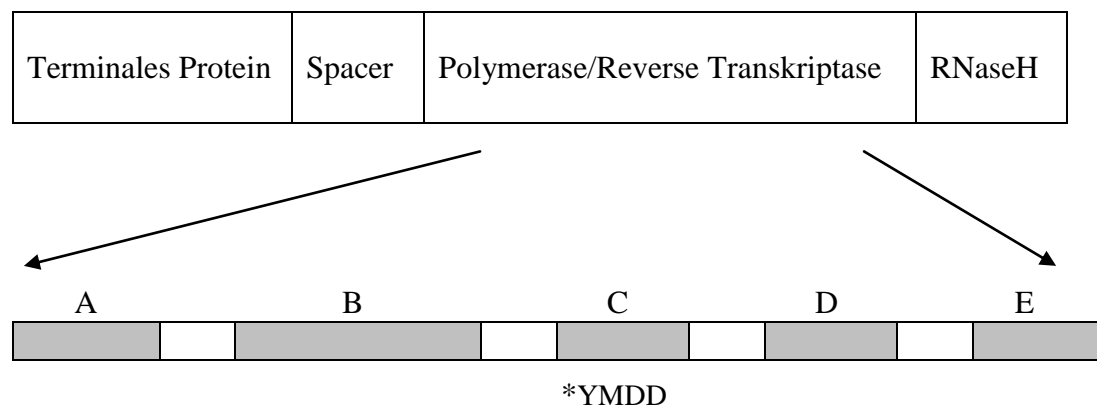 Terminales Protein Spacer Polymerase/Reverse Transkriptase RNaseH
A B C D E
*YMDD